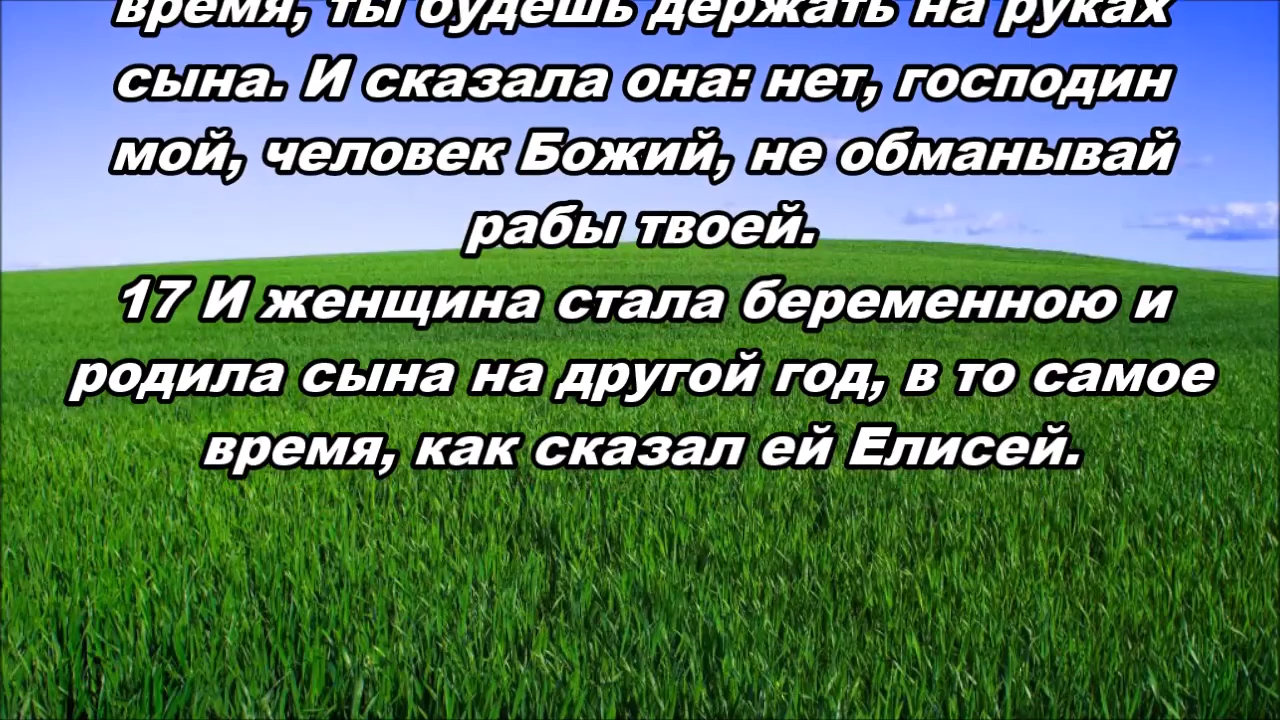 время, ты будешь держать на руках
сына. И сказала она: нет, господин
мой, человек Божий, не обманывай
рабы твоей.
17 И женщина стала беременною и
родила сына на другой год, в то самое
время, как сказал ей Елисей.